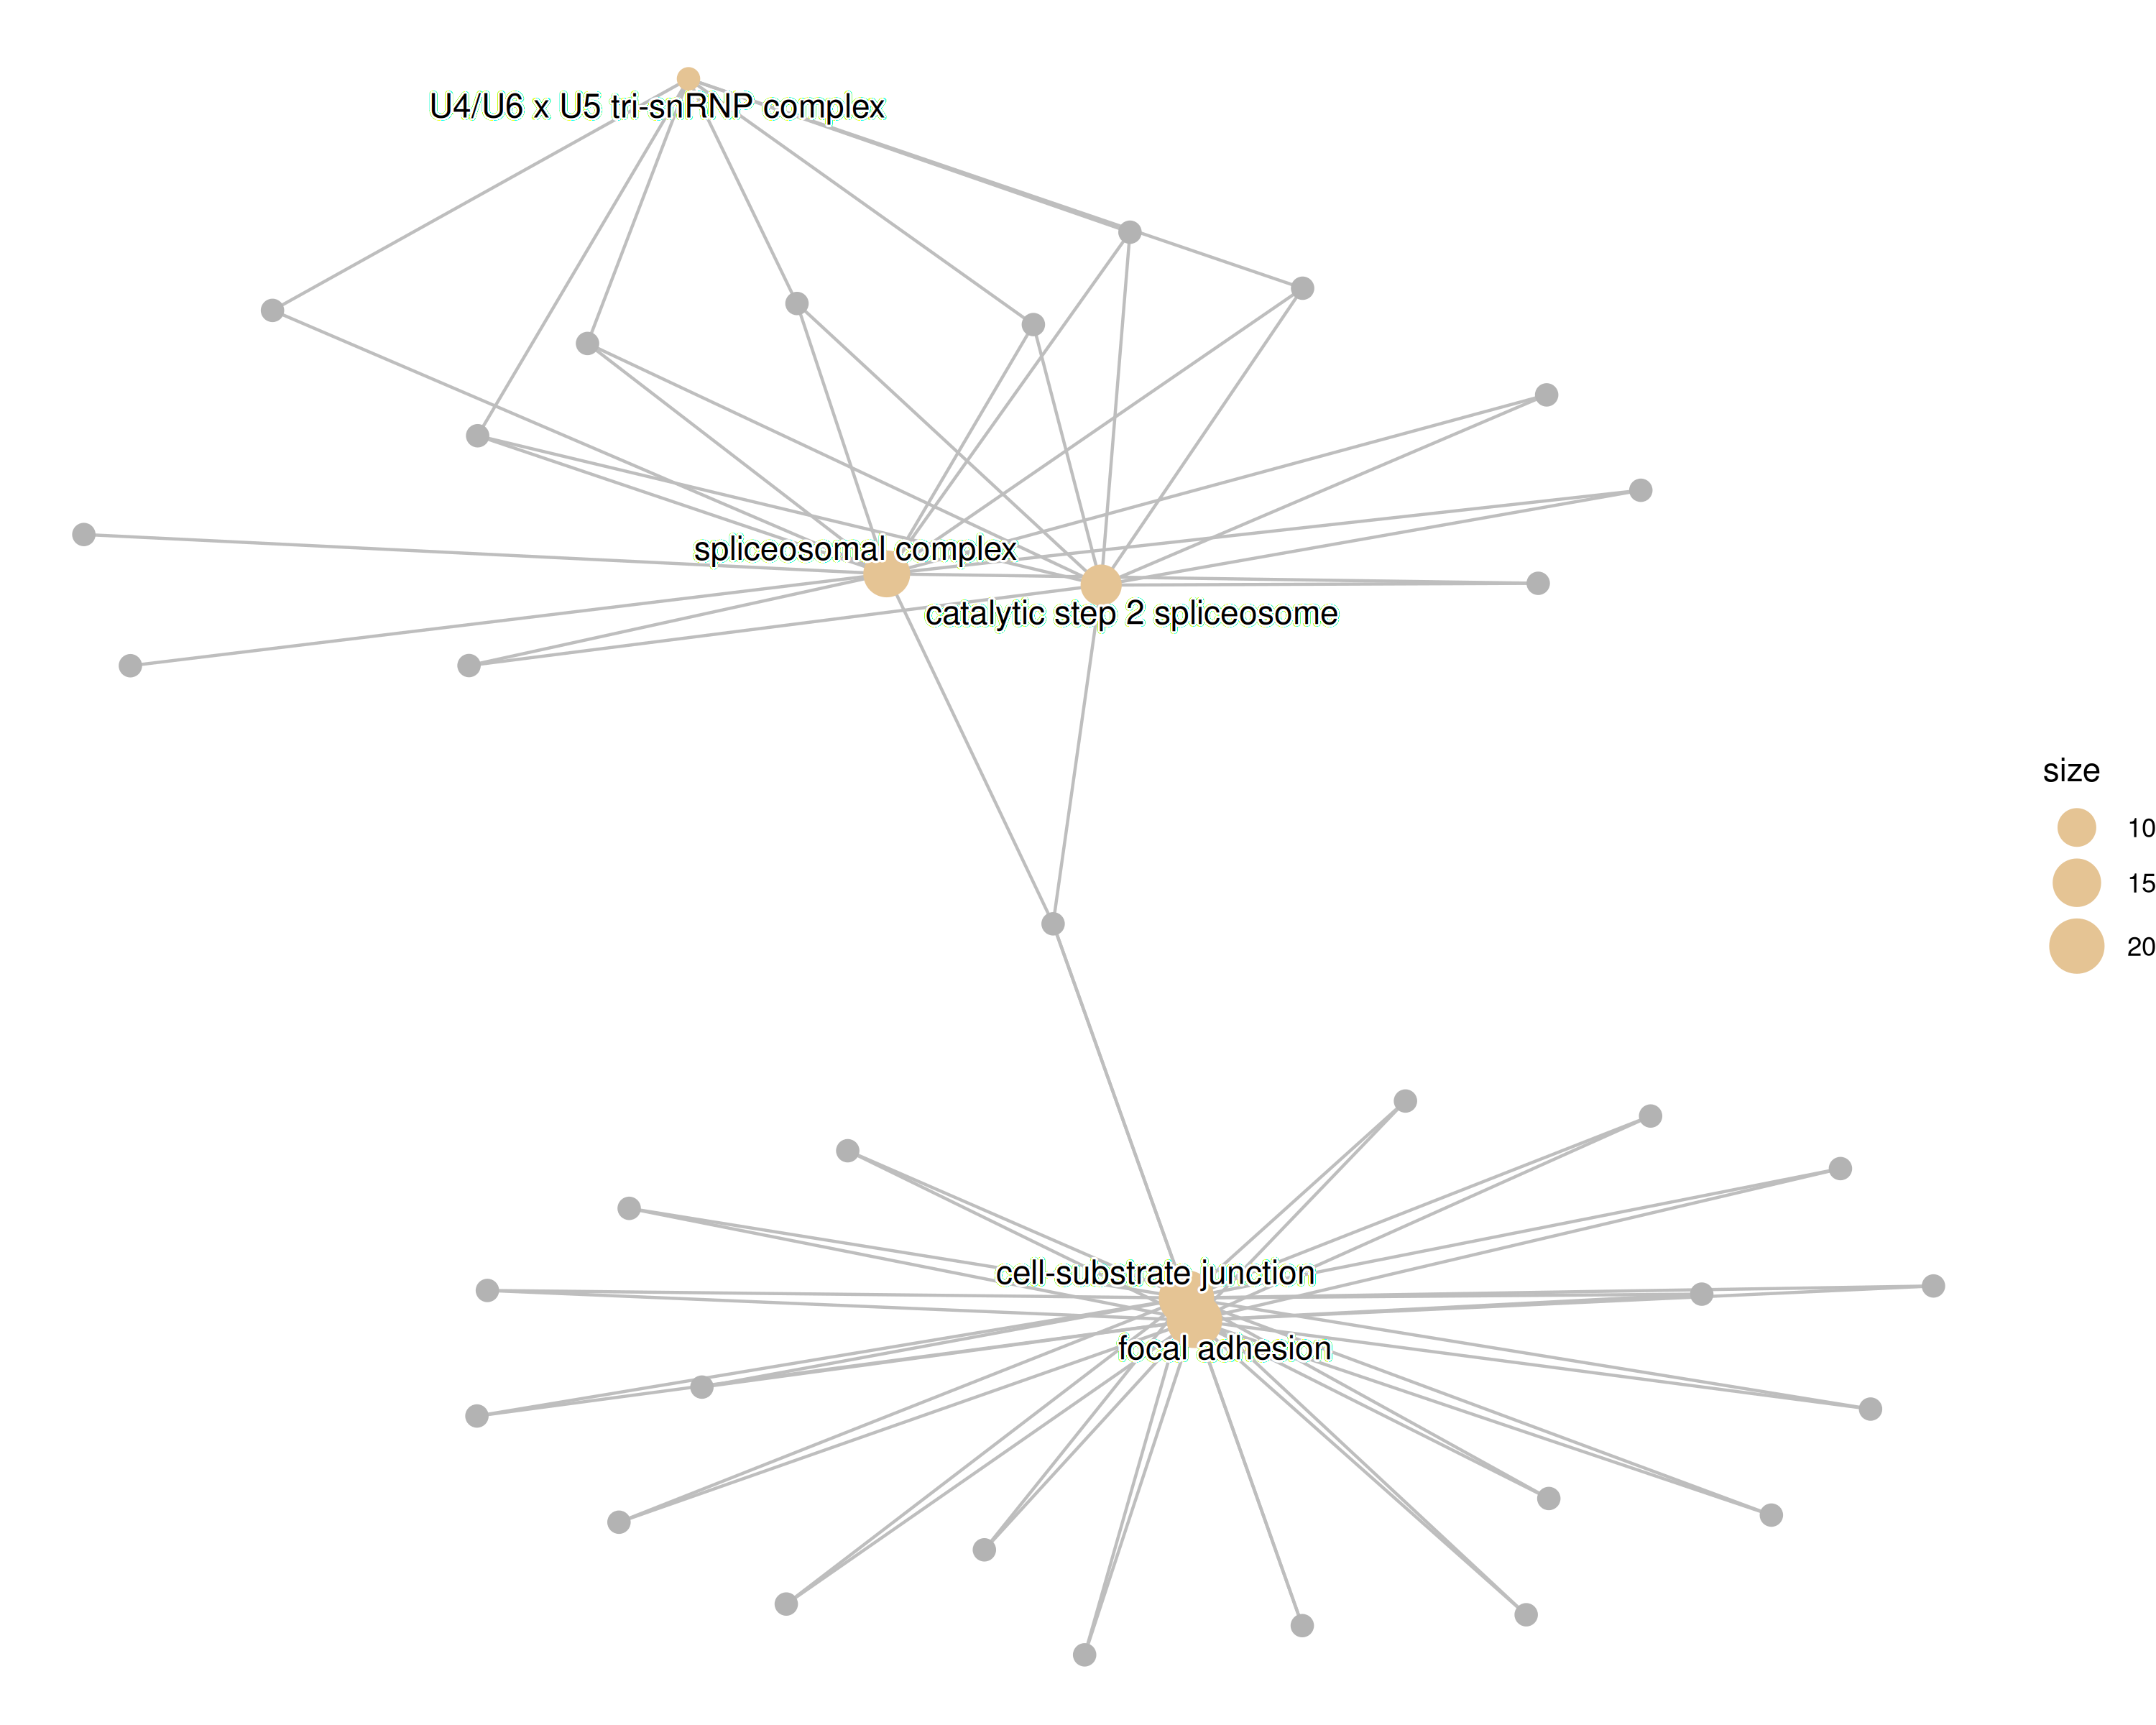 U4/U6 x U5 tri-snRNP complex
spliceosomal complex
catalytic step 2 spliceosome
size
10
15
20
cell-substrate junction
focal adhesion